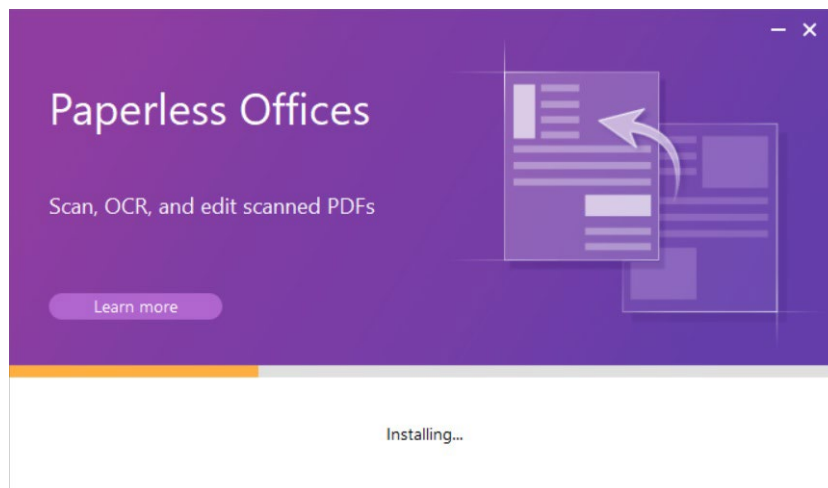 Paperless Offices
Scan, OCR, and edit scanned PDFs
Learn more
Installing...